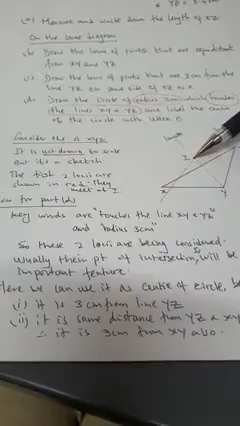 (a) Measure and write down the length of XZ
On the same diagram
(b) Draw the locus of points that are equidistant
from XY and YZ
(c) Draw the locus of points that are 3cm from the
line YZ on same side of YZ as X
(d) Draw the circle of radius 3cm which touches
the lines XY & YZ and label the centre
of the circle with letter O
Consider the Δ XYZ
It is not drawn to scale
but it's a sketch
The first 2 locii are
shown in red. They
meet at I
for part (d)
Key words are "touches the line XY & YZ"
and "radius 3cm"
So these 2 locii are being considered.
Usually their pt of intersection will be
important feature.
Here we can use it as centre of circle,
(i) it is 3cm from line YZ
(ii) it is same distance from YZ & XY
∴ it is 3cm from XY also.
I
X
Y